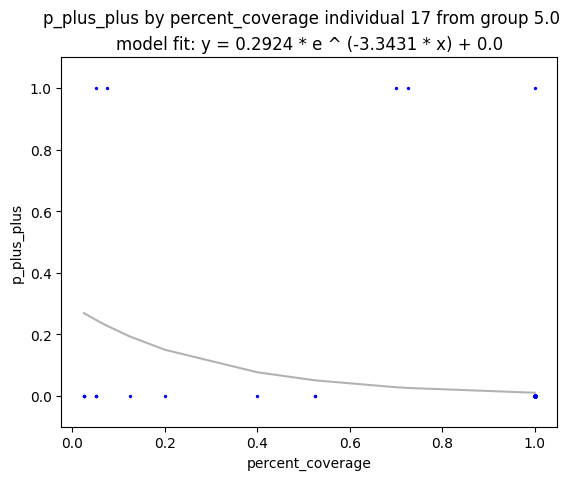 p_plus_plus by percent_coverage individual 17 from group 5.0
model fit: y = 0.2924 * e ^ (-3.3431 * x) + 0.0
1.0
0.8
0.6
0.4
0.2
0.0
p_plus_plus
0.0 0.2 0.4 0.6 0.8 1.0
percent_coverage